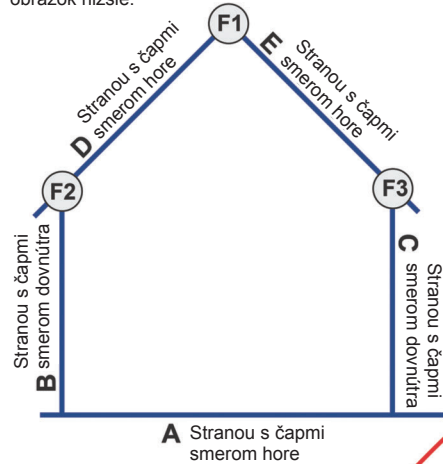 obrázok nižšie.
F1
Stranou s čapmi
smerom hore
D
E
Stranou s čapmi
smerom hore
F2
F3
Stranou s čapmi
smerom dovnútra
B
C
Stranou s čapmi
smerom dovnútra
A Stranou s čapmi
smerom hore